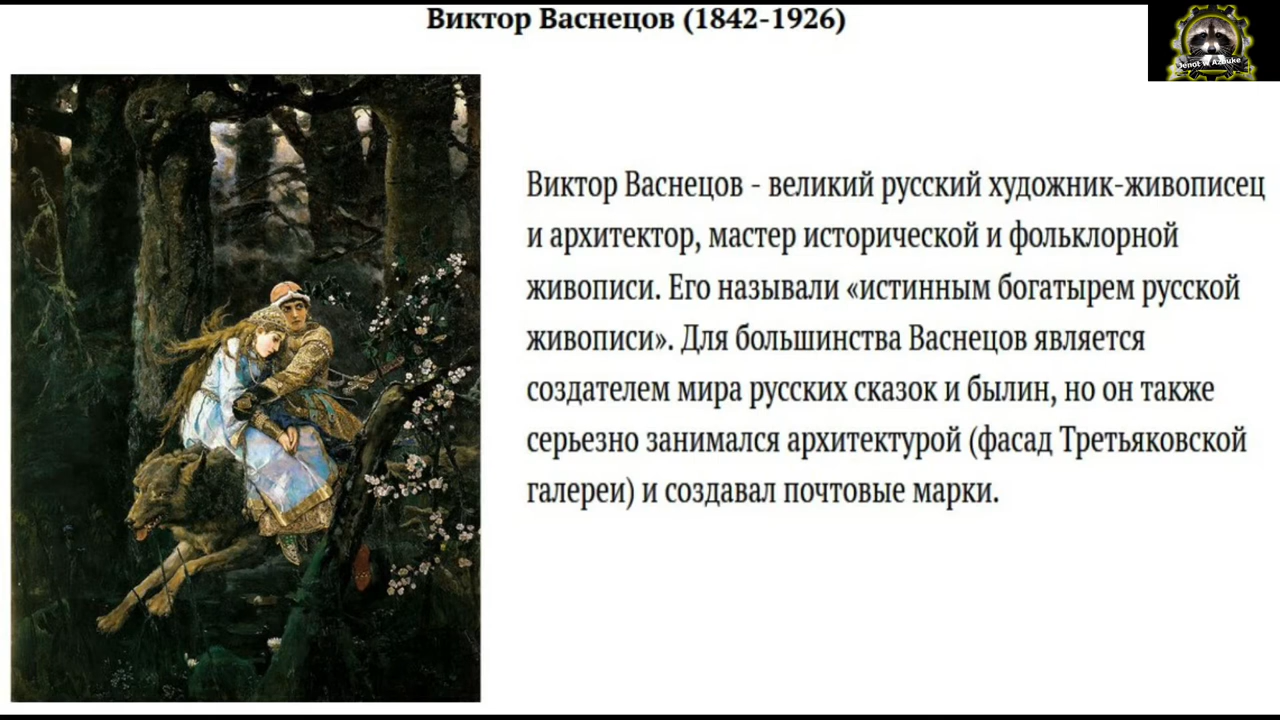 Виктор Васнецов (1842-1926)
Denot W Azbuke
Виктор Васнецов - великий русский художник-живописец
и архитектор, мастер исторической и фольклорной
живописи. Его называли «истинным богатырем русской
живописи». Для большинства Васнецов является
создателем мира русских сказок и былин, но он также
серьезно занимался архитектурой (фасад Третьяковской
галереи) и создавал почтовые марки.